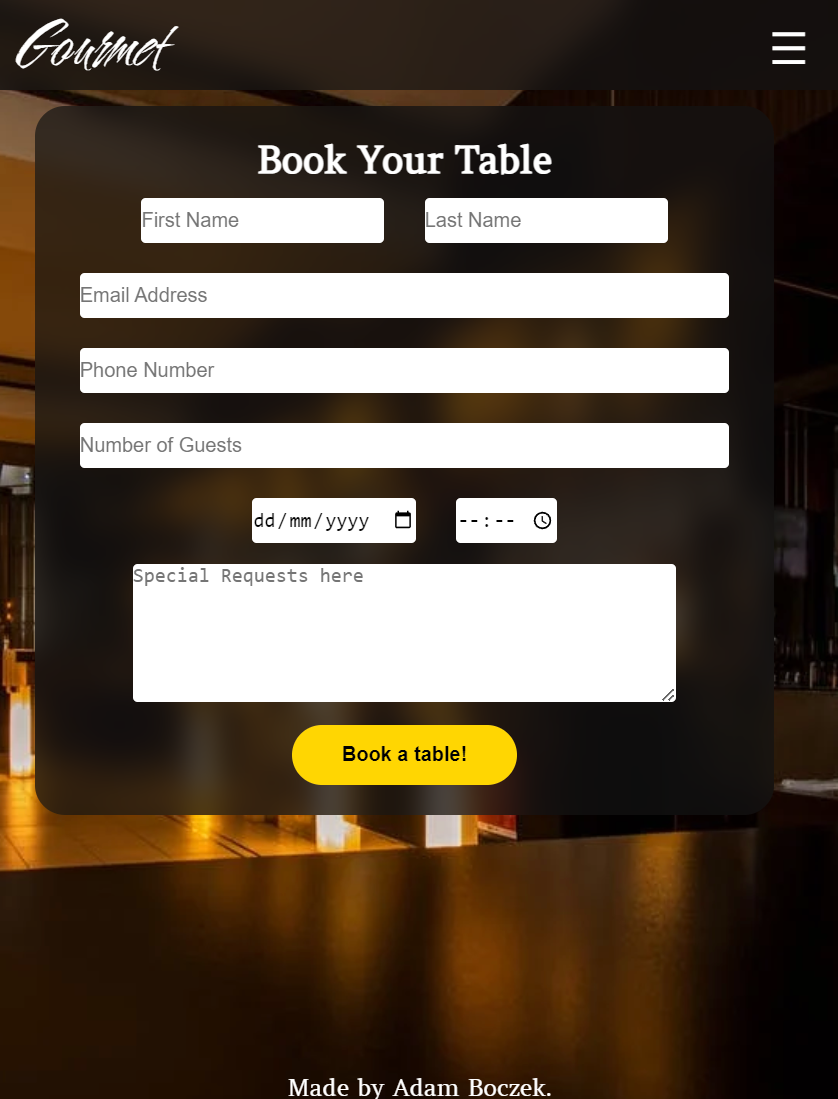 Gourmet
Book Your Table
First Name Last Name
Email Address
Phone Number
Number of Guests
dd/mm/yyyy --:--
Special Requests here
Book a table!
Made by Adam Boczek.